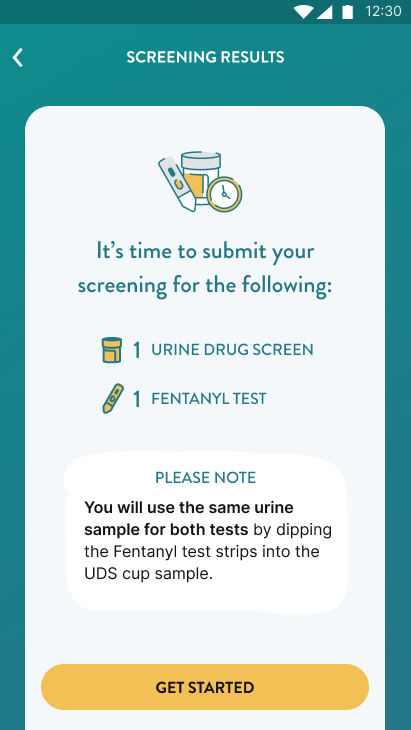 12:30
SCREENING RESULTS
It's time to submit your
screening for the following:
1 URINE DRUG SCREEN
1 FENTANYL TEST
PLEASE NOTE
You will use the same urine
sample for both tests by dipping
the Fentanyl test strips into the
UDS cup sample.
GET STARTED